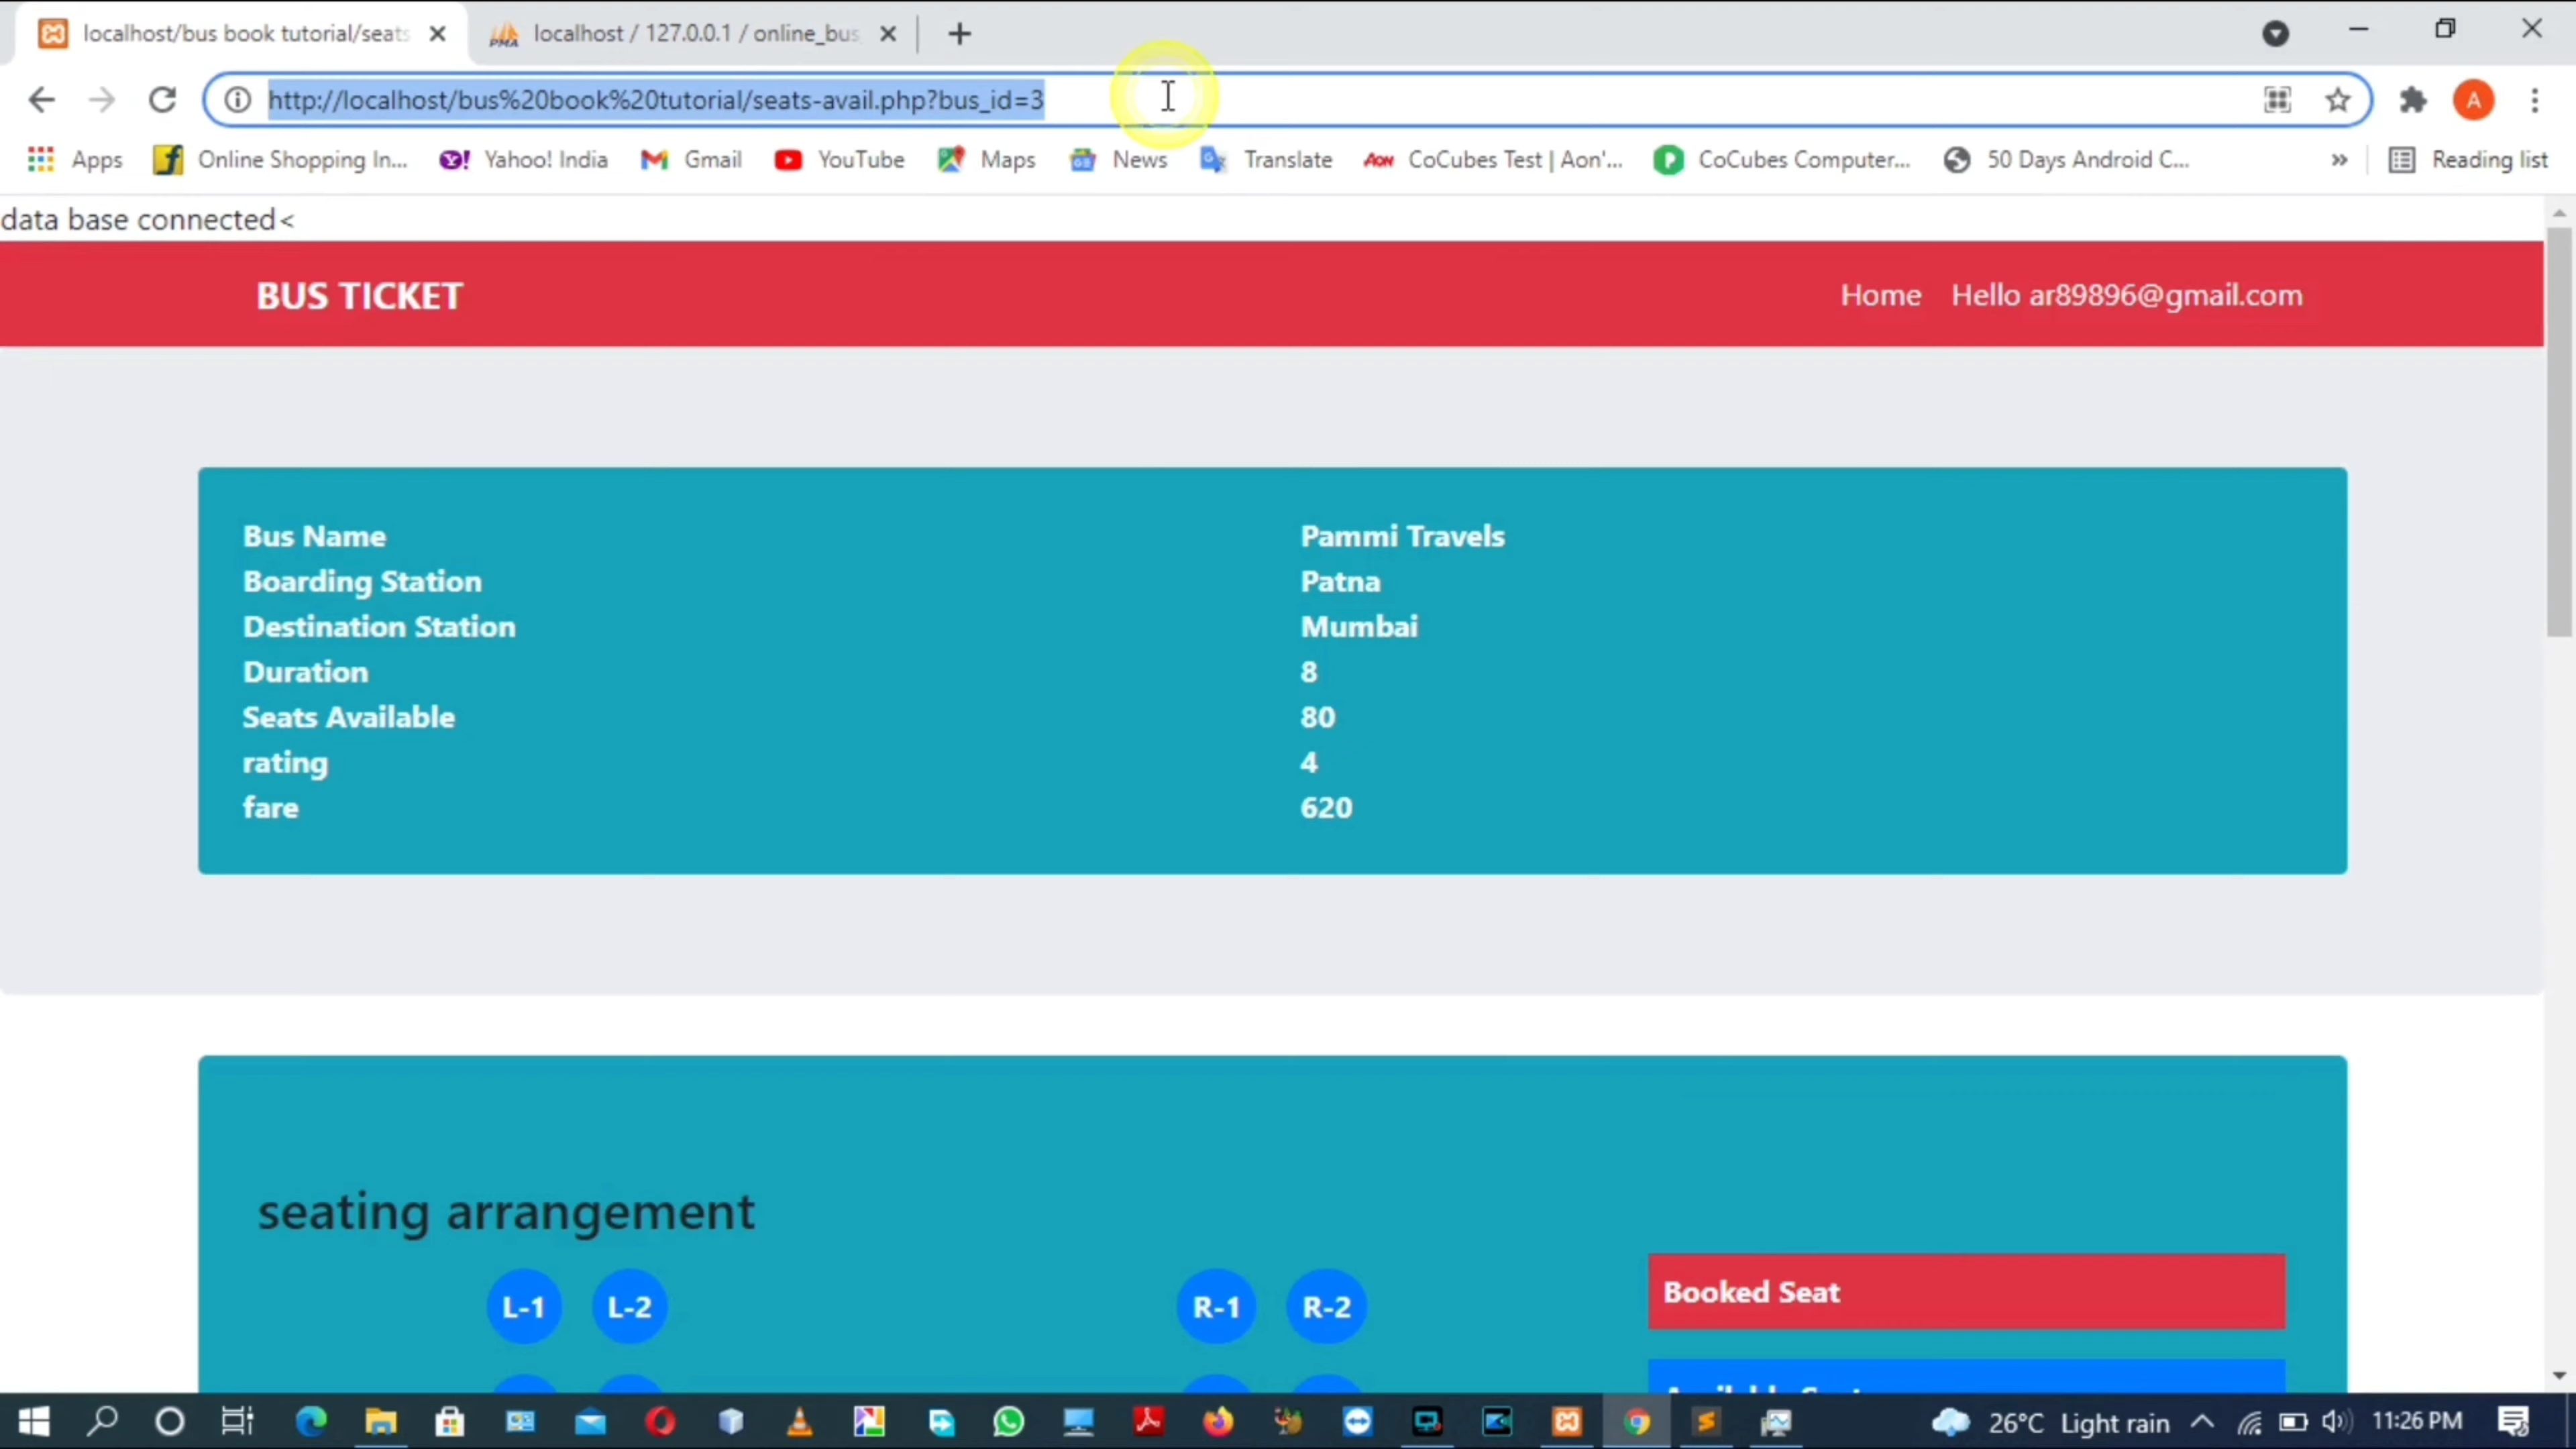 localhost/bus book tutorial/seats
localhost / 127.0.0.1 / online_bus
http://localhost/bus%20book%20tutorial/seats-avail.php?bus_id=3
A
Apps
Online Shopping In...
Yahoo! India
Gmail
YouTube
Maps
News
Translate
CoCubes Test | Aon'...
CoCubes Computer...
50 Days Android C...
»
Reading list
data base connected<
BUS TICKET
Home
Hello ar89896@gmail.com
Bus Name
Pammi Travels
Boarding Station
Patna
Destination Station
Mumbai
Duration
8
Seats Available
80
rating
4
fare
620
seating arrangement
L-1
L-2
R-1
R-2
Booked Seat
26°C Light rain
11:26 PM